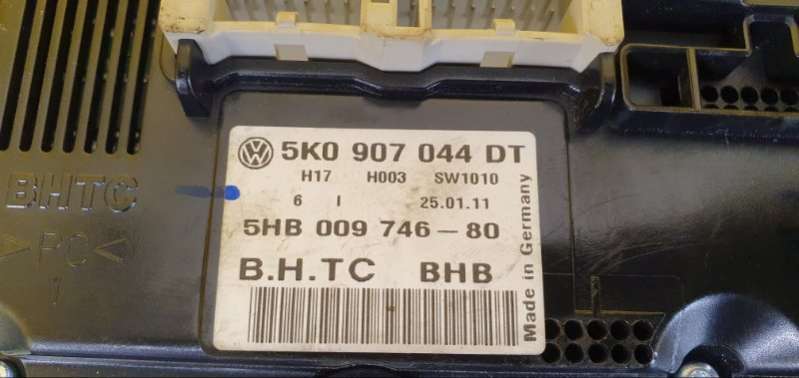 5K0 907 044 DT
H17 H003 SW1010
6 I 25.01.11
5HB 009 746-80
B.H.TC BHB
Made in Germany
BHTC
>PC<
1